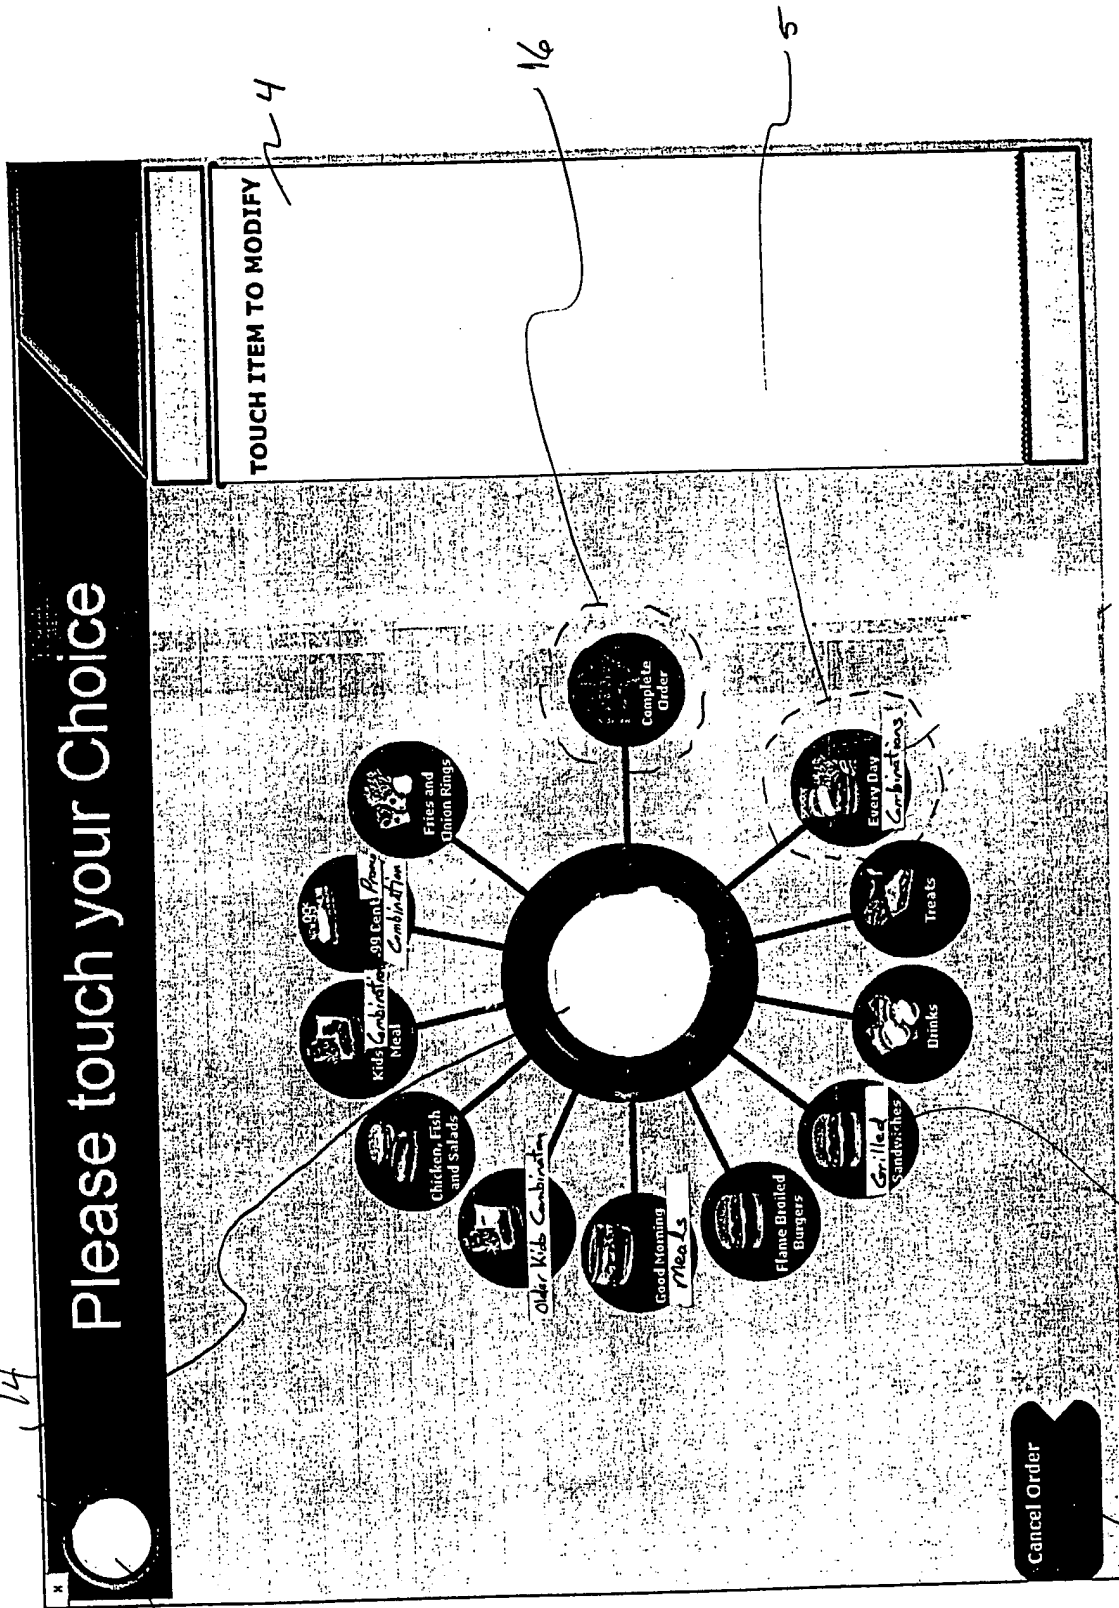 14
x
Please touch your Choice
TOUCH ITEM TO MODIFY
4
16
5
Fries and
Onion Rings
.99 Cent Promo
Combination
Kids Combination
Meal
Chicken, Fish
and Salads
Older Kids Combination
Good Morning
Meals
Flame Broiled
Burgers
Grilled
Sandwiches
Drinks
Treats
Every Day
Combinations
Complete
Order
Cancel Order